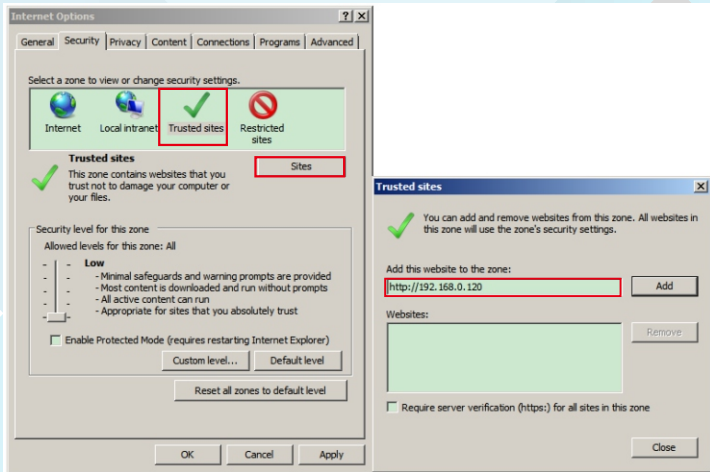 Internet Options
General Security Privacy Content Connections Programs Advanced
Select a zone to view or change security settings.
Internet Local intranet Trusted sites Restricted sites
Trusted sites
This zone contains websites that you
trust not to damage your computer or
your files.
Sites
Security level for this zone
Allowed levels for this zone: All
Low
- Minimal safeguards and warning prompts are provided
- Most content is downloaded and run without prompts
- All active content can run
- Appropriate for sites that you absolutely trust
Enable Protected Mode (requires restarting Internet Explorer)
Custom level... Default level
Reset all zones to default level
OK Cancel Apply
Trusted sites
You can add and remove websites from this zone. All websites in
this zone will use the zone's security settings.
Add this website to the zone:
http://192.168.0.120 Add
Websites:
Remove
Require server verification (https:) for all sites in this zone
Close